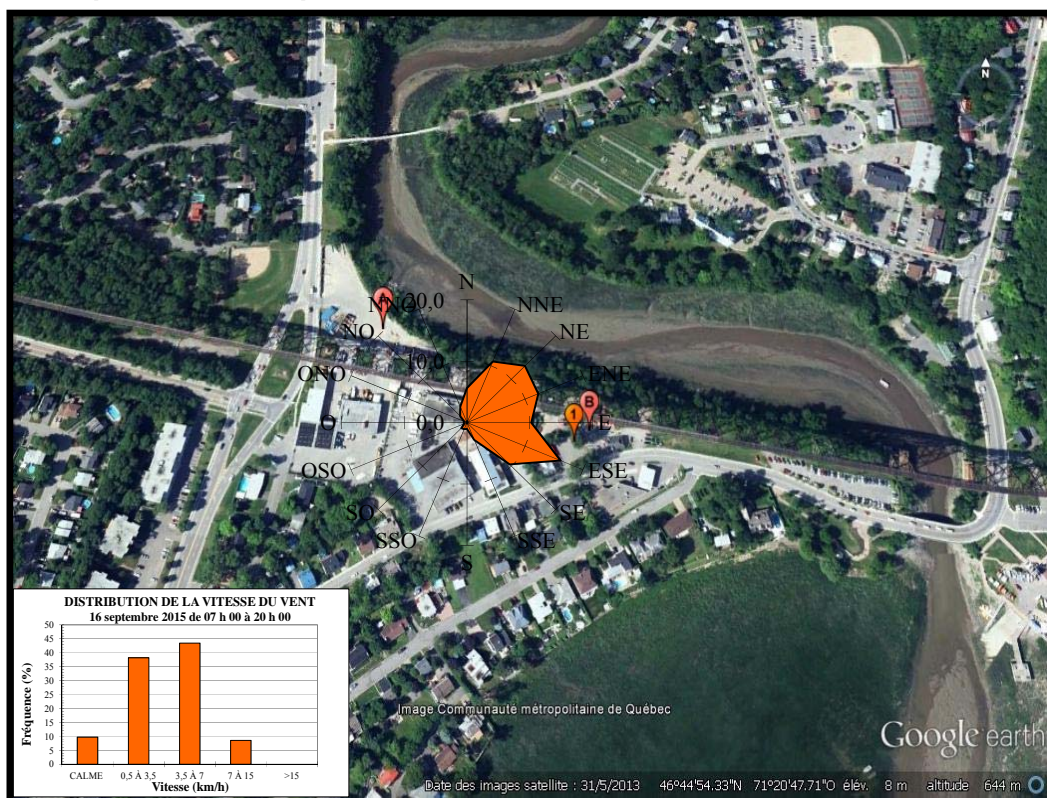 N
N
NNO
20,0
NNE
NO
NE
10,0
ONO
ENE
A
B
1
O
0,0
E
OSO
ESE
SO
SE
SSO
SSE
S
DISTRIBUTION DE LA VITESSE DU VENT
16 septembre 2015 de 07 h 00 à 20 h 00
Fréquence (%)
50
45
40
35
30
25
20
15
10
5
0
CALME 0,5 À 3,5 3,5 À 7 7 À 15 >15
Vitesse (km/h)
Image Communauté métropolitaine de Québec
Google earth
Date des images satellite : 31/5/2013 46°44'54.33"N 71°20'47.71"O élév. 8 m altitude 644 m